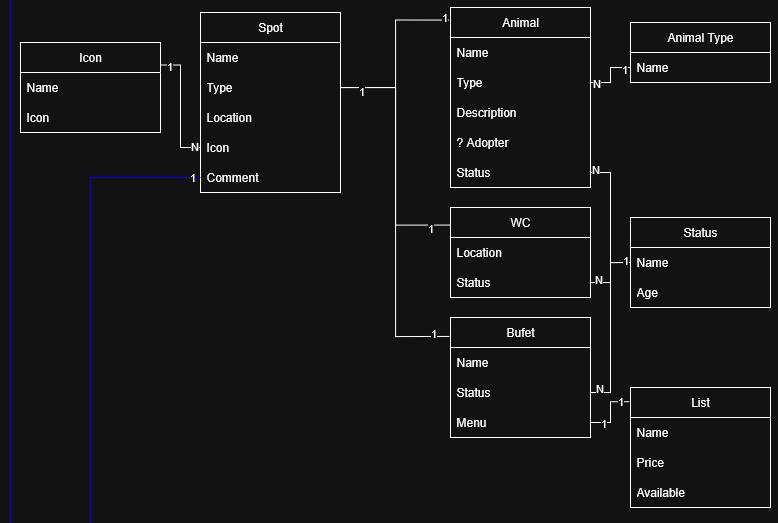 Icon
Name
Icon
1
N
Spot
Name
Type
Location
Icon
Comment
1
1
1
1
1
Animal
Name
Type
Description
? Adopter
Status
N
1
Animal Type
Name
WC
Location
Status
N
N
N
1
Status
Name
Age
Bufet
Name
Status
Menu
1
1
List
Name
Price
Available